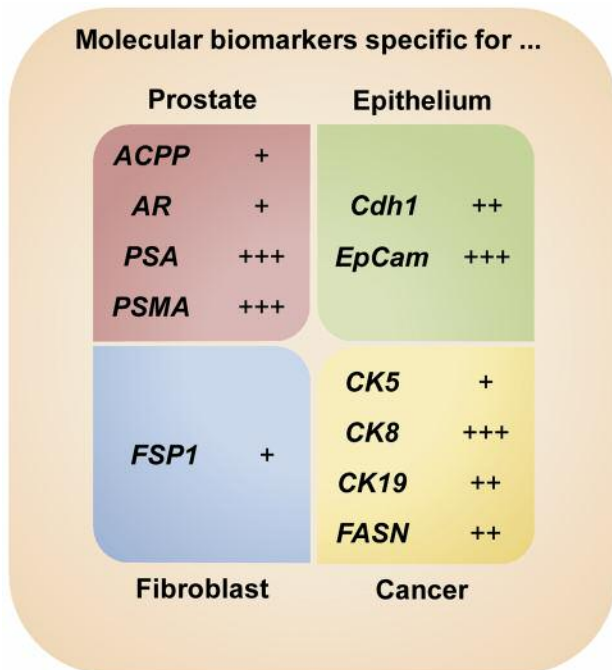 Molecular biomarkers specific for ...
Prostate
ACPP +
AR +
PSA +++
PSMA +++
Epithelium
Cdh1 ++
EpCam +++
FSP1 +
Fibroblast
CK5 +
CK8 +++
CK19 ++
FASN ++
Cancer